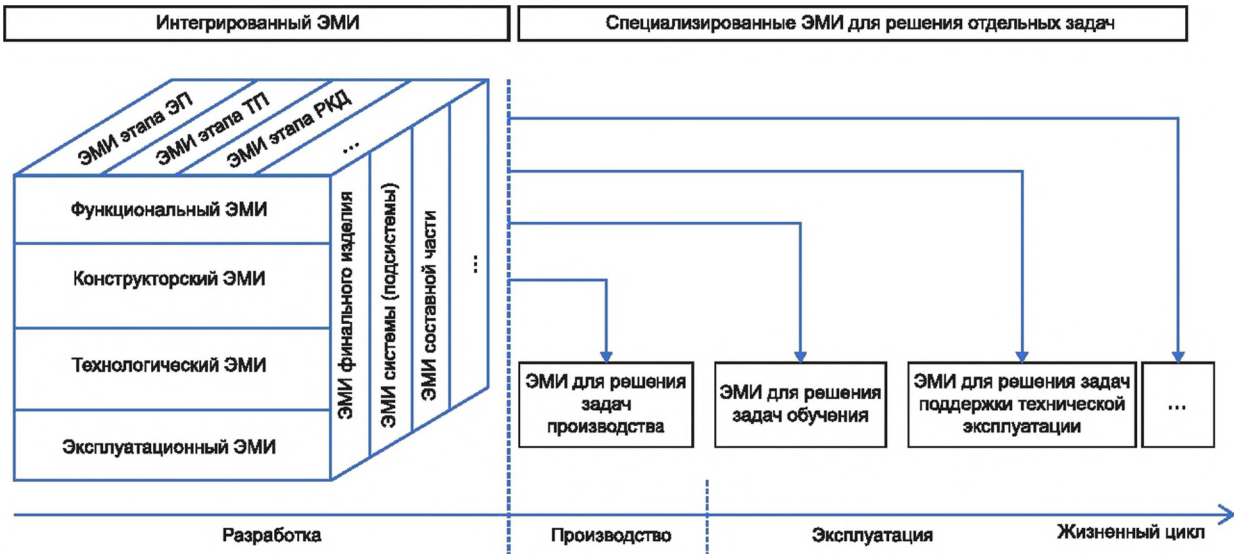 Интегрированный ЭМИ
Специализированные ЭМИ для решения отдельных задач
ЭМИ этапа ЭП
ЭМИ этапа ТП
ЭМИ этапа РКД
...
Функциональный ЭМИ
Конструкторский ЭМИ
Технологический ЭМИ
Эксплуатационный ЭМИ
ЭМИ финального изделия
ЭМИ системы (подсистемы)
ЭМИ составной части
...
ЭМИ для решения
задач
производства
ЭМИ для решения
задач обучения
ЭМИ для решения задач
поддержки технической
эксплуатации
...
Разработка
Производство
Эксплуатация
Жизненный цикл